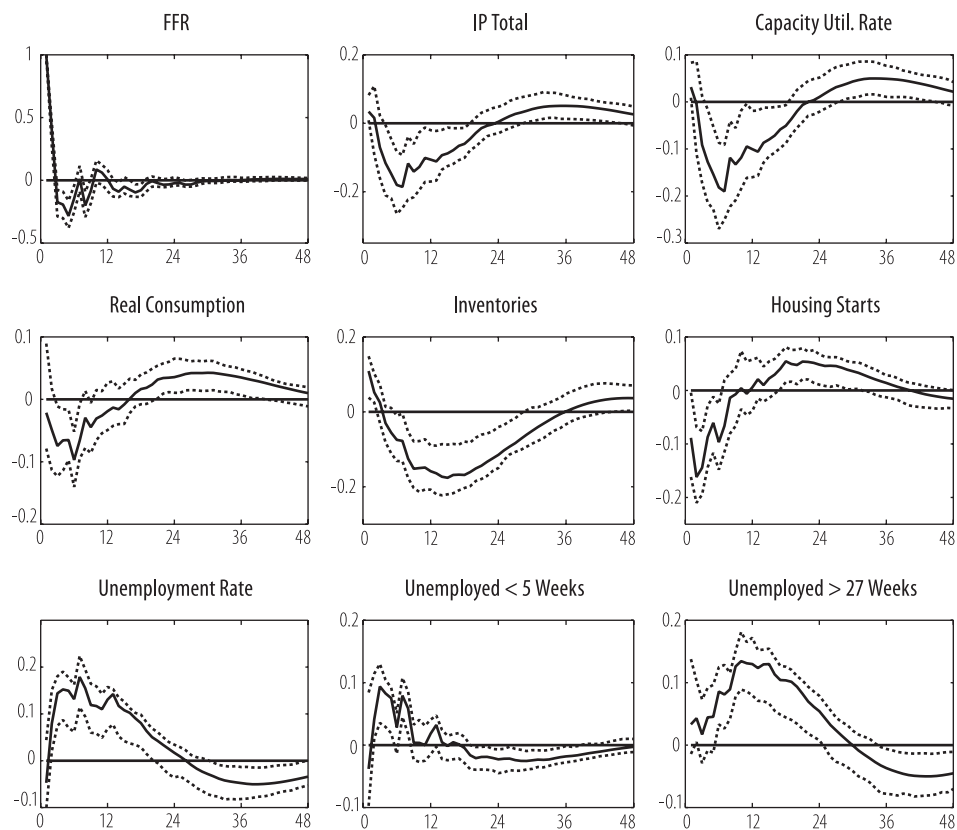 FFR IP Total Capacity Util. Rate
1 0.2 0.1
0.5 0 0
0 -0.2 -0.1
-0.5 -0.2
-0.3
0 12 24 36 48 0 12 24 36 48 0 12 24 36 48
Real Consumption Inventories Housing Starts
0.1 0.2 0.1
0 0 0
-0.1 -0.2 -0.1
-0.2 -0.2
0 12 24 36 48 0 12 24 36 48 0 12 24 36 48
Unemployment Rate Unemployed < 5 Weeks Unemployed > 27 Weeks
0.2 0.2 0.2
0.1 0.1 0.1
0 0 0
-0.1 -0.1 -0.1
0 12 24 36 48 0 12 24 36 48 0 12 24 36 48